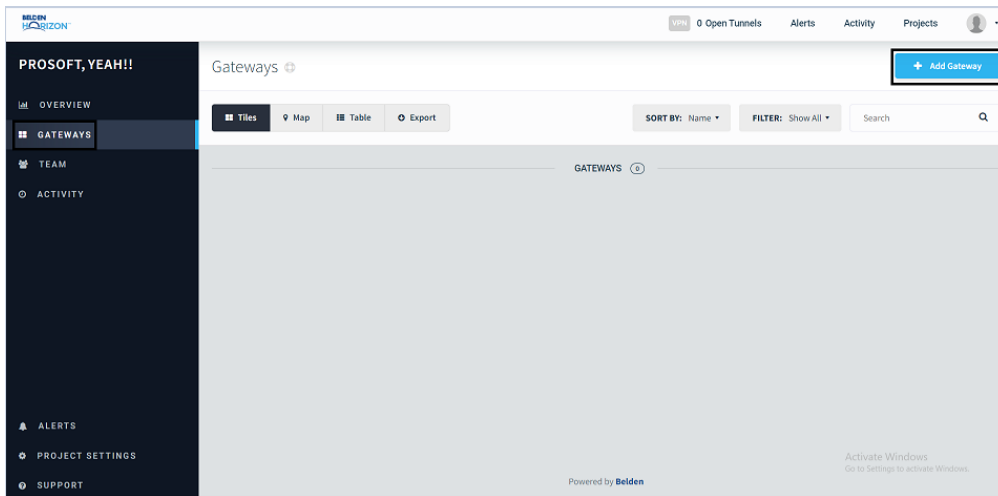 BELDEN
HORIZON™
VPN 0 Open Tunnels Alerts Activity Projects
PROSOFT, YEAH!!
OVERVIEW
GATEWAYS
TEAM
ACTIVITY
ALERTS
PROJECT SETTINGS
SUPPORT
Gateways
+ Add Gateway
Tiles Map Table Export
SORT BY: Name FILTER: Show All Search
GATEWAYS 0
Activate Windows
Go to Settings to activate Windows.
Powered by Belden